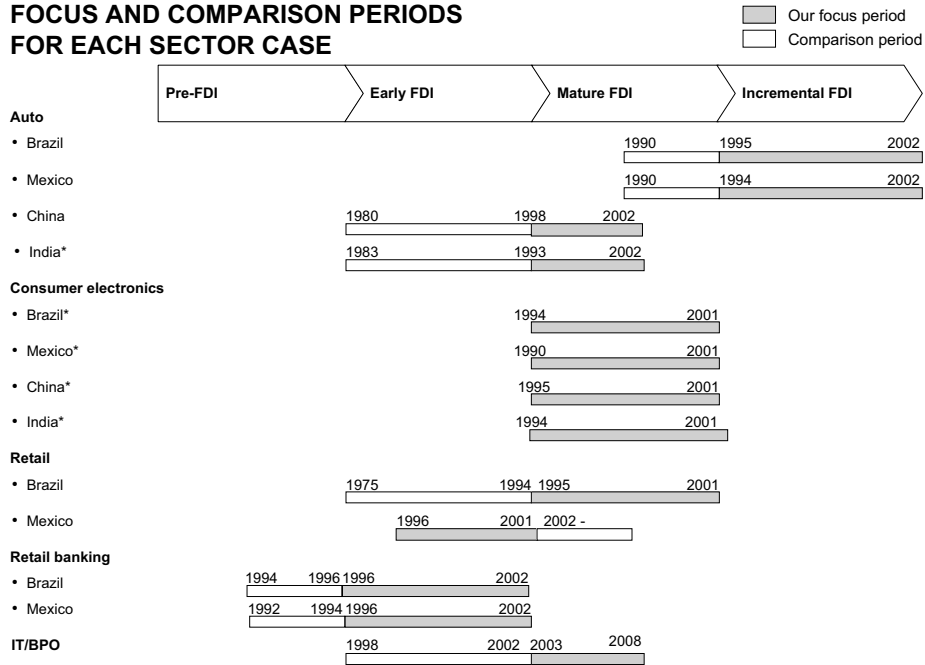 FOCUS AND COMPARISON PERIODS
FOR EACH SECTOR CASE
Our focus period
Comparison period
Pre-FDI Early FDI Mature FDI Incremental FDI
Auto
• Brazil 1990 1995 2002
• Mexico 1990 1994 2002
• China 1980 1998 2002
• India* 1983 1993 2002
Consumer electronics
• Brazil* 1994 2001
• Mexico* 1990 2001
• China* 1995 2001
• India* 1994 2001
Retail
• Brazil 1975 1994 1995 2001
• Mexico 1996 2001 2002 -
Retail banking
• Brazil 1994 1996 1996 2002
• Mexico 1992 1994 1996 2002
IT/BPO 1998 2002 2003 2008